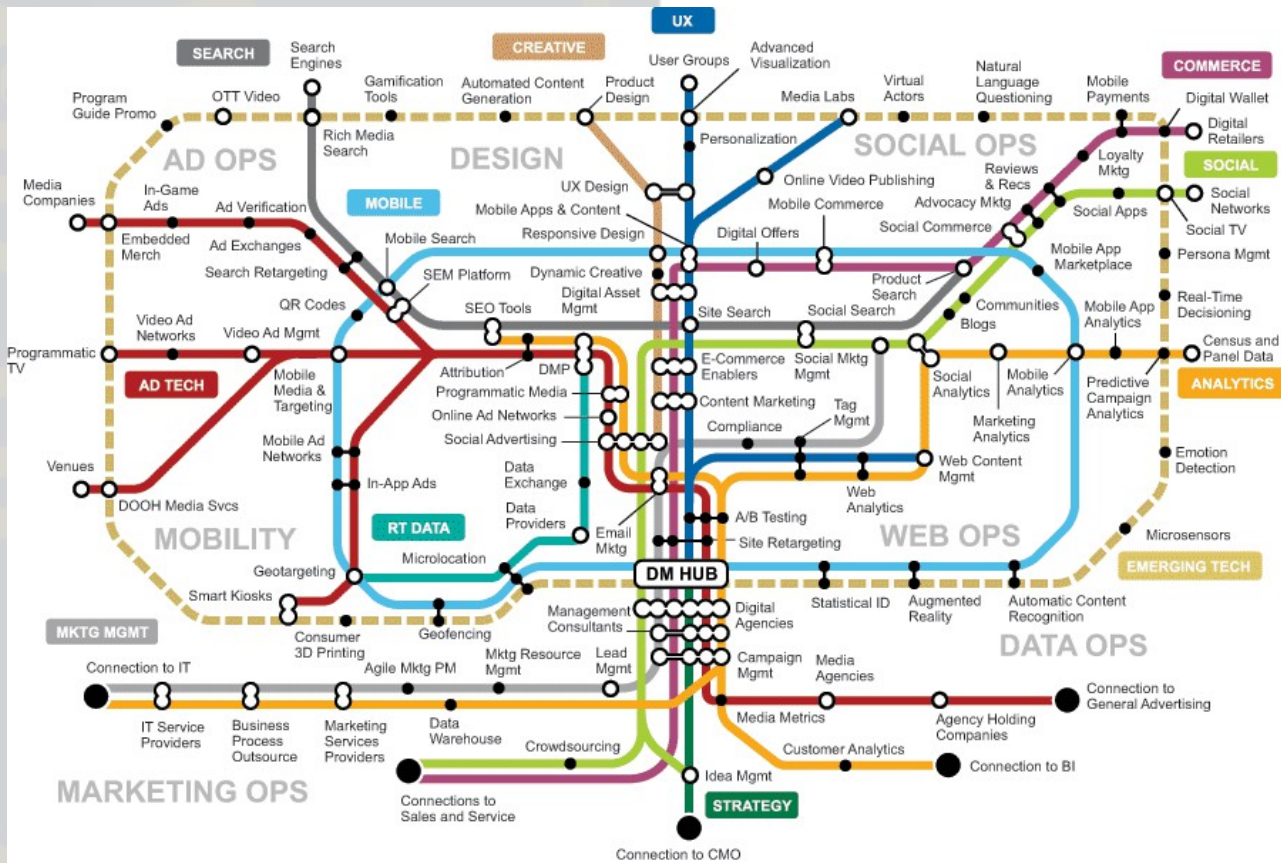 UX
SEARCH
Search
Engines
CREATIVE
User Groups
Advanced
Visualization
COMMERCE
Program
Guide Promo
OTT Video
Gamification
Tools
Automated Content
Generation
Product
Design
Media Labs
Virtual
Actors
Natural
Language
Questioning
Mobile
Payments
Digital Wallet
Rich Media
Search
Personalization
Digital
Retailers
AD OPS
DESIGN
SOCIAL OPS
Loyalty
Mktg
SOCIAL
Media
Companies
In-Game
Ads
Ad Verification
MOBILE
UX Design
Online Video Publishing
Reviews
& Recs
Advocacy Mktg
Social Apps
Social
Networks
Mobile Apps & Content
Mobile Commerce
Social Commerce
Social TV
Embedded
Merch
Ad Exchanges
Mobile Search
Responsive Design
Digital Offers
Mobile App
Marketplace
Persona Mgmt
Search Retargeting
SEM Platform
Dynamic Creative
Product
Search
QR Codes
SEO Tools
Digital Asset
Mgmt
Site Search
Social Search
Communities
Blogs
Mobile App
Analytics
Real-Time
Decisioning
Video Ad
Networks
Video Ad Mgmt
Programmatic
TV
Census and
Panel Data
AD TECH
Mobile
Media &
Targeting
Attribution
DMP
E-Commerce
Enablers
Social Mktg
Mgmt
Social
Analytics
Mobile
Analytics
Predictive
Campaign
Analytics
ANALYTICS
Programmatic Media
Content Marketing
Marketing
Analytics
Online Ad Networks
Tag
Mgmt
Mobile Ad
Networks
Social Advertising
Compliance
Venues
Data
Exchange
Web Content
Mgmt
Emotion
Detection
In-App Ads
Web
Analytics
DOOH Media Svcs
Data
Providers
RT DATA
Email
Mktg
A/B Testing
MOBILITY
WEB OPS
Microsensors
Site Retargeting
Microlocation
Geotargeting
DM HUB
EMERGING TECH
Smart Kiosks
Statistical ID
Augmented
Reality
Automatic Content
Recognition
Consumer
3D Printing
Geofencing
Management
Consultants
Digital
Agencies
MKTG MGMT
DATA OPS
Connection to IT
Agile Mktg PM
Mktg Resource
Mgmt
Lead
Mgmt
Campaign
Mgmt
Media
Agencies
Connection to
General Advertising
IT Service
Providers
Business
Process
Outsource
Marketing
Services
Providers
Data
Warehouse
Media Metrics
Agency Holding
Companies
Crowdsourcing
Customer Analytics
Connection to BI
MARKETING OPS
Idea Mgmt
Connections to
Sales and Service
STRATEGY
Connection to CMO